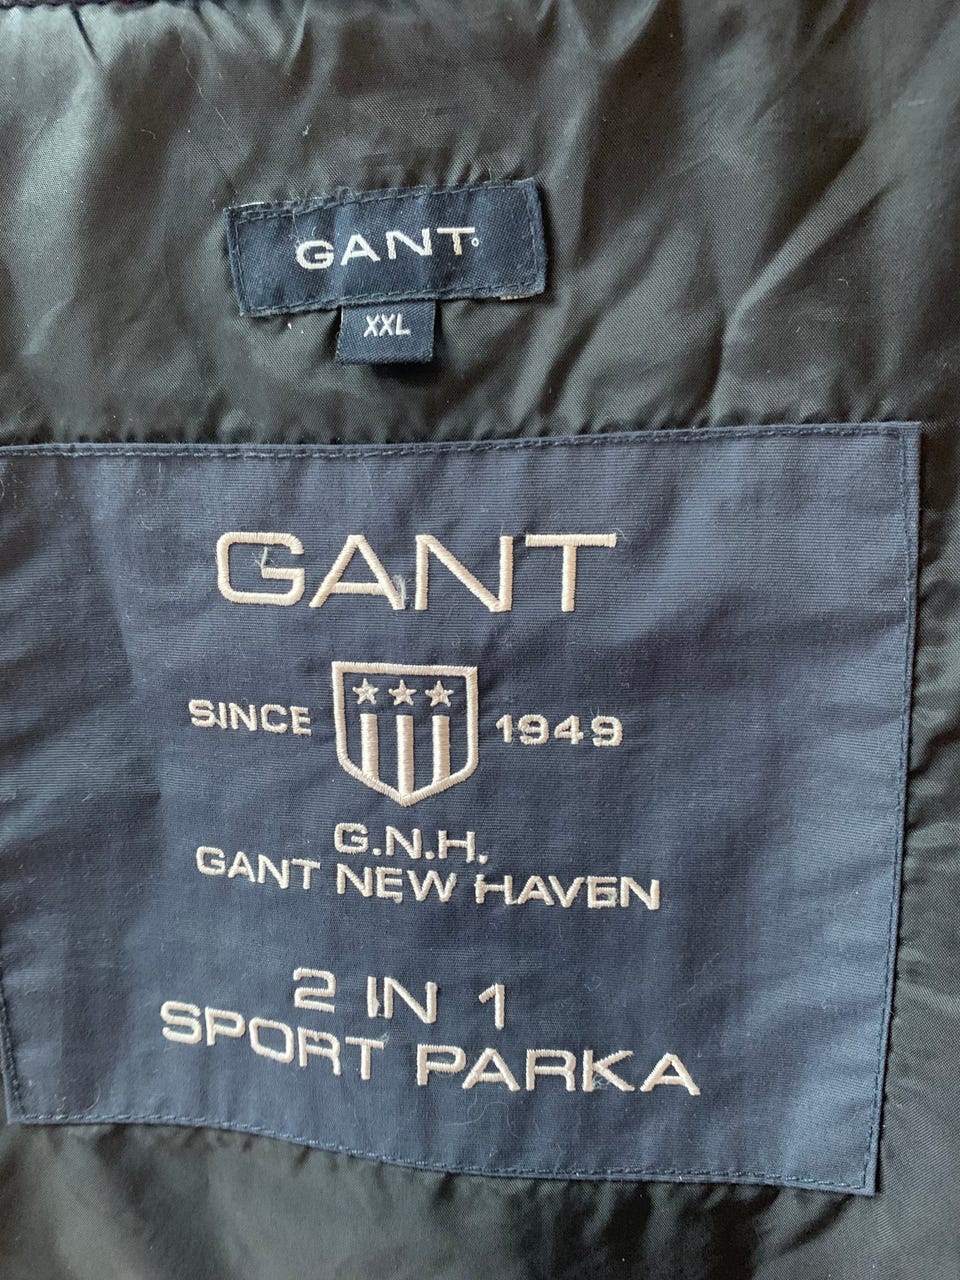 GANT
XXL
GANT
SINCE 1949
G.N.H.
GANT NEW HAVEN
2 IN 1
SPORT PARKA